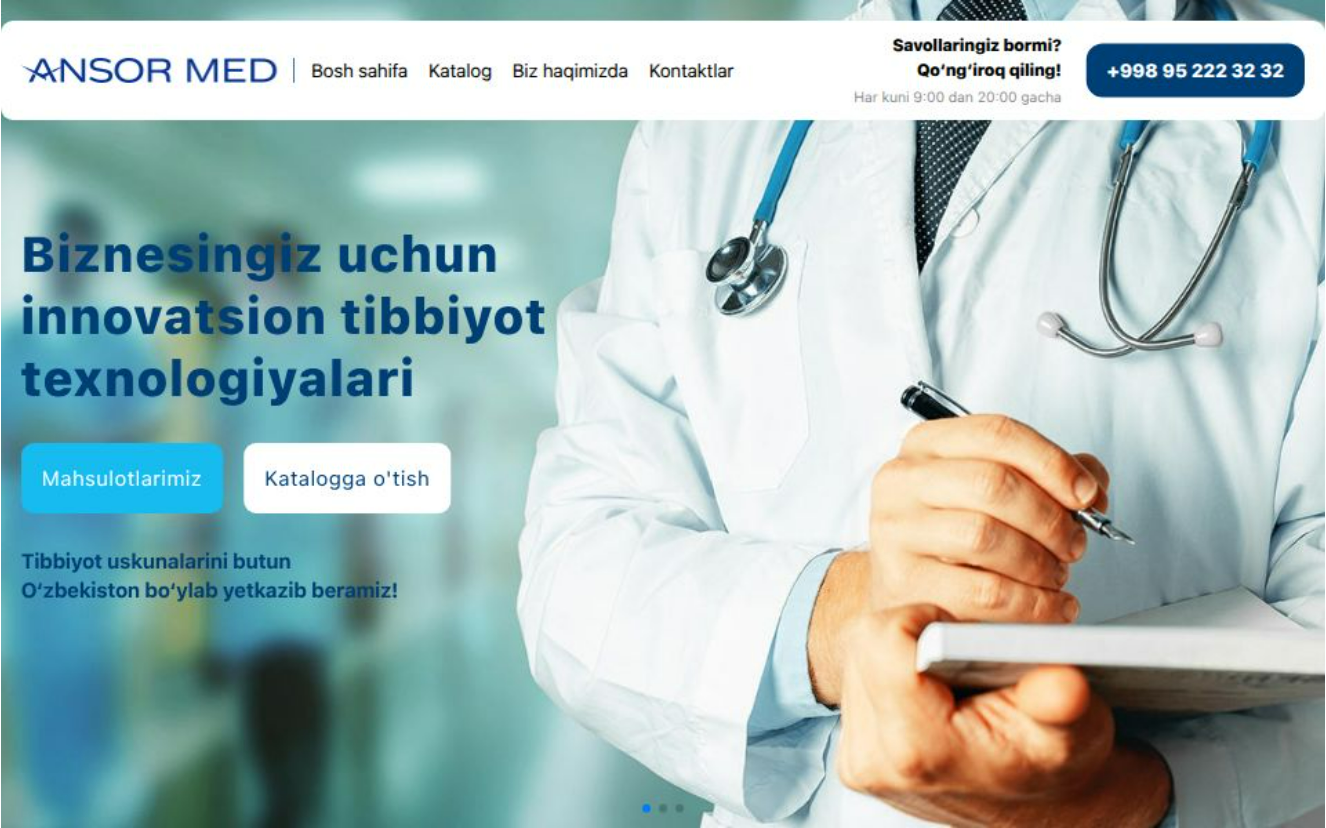 ANSOR MED
Bosh sahifa Katalog Biz haqimizda Kontaktlar
Savollaringiz bormi?
Qo‘ng‘iroq qiling!
Har kuni 9:00 dan 20:00 gacha
+998 95 222 32 32
Biznesingiz uchun
innovatsion tibbiyot
texnologiyalari
Mahsulotlarimiz
Katalogga o'tish
Tibbiyot uskunalarini butun
O‘zbekiston bo‘ylab yetkazib beramiz!